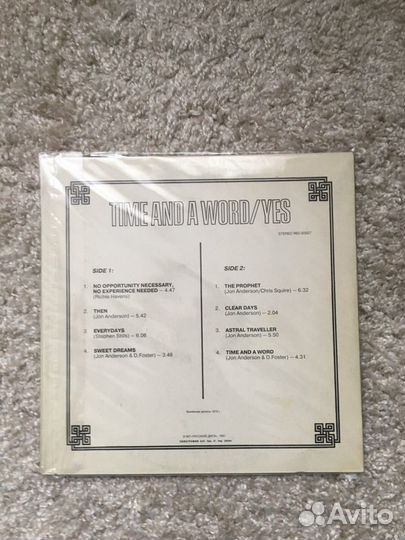 TIME AND A WORD/YES
STEREO
SIDE 1:
1. NO OPPORTUNITY NECESSARY,
NO EXPERIENCE NEEDED – 4.47
(Richie Havens)
2. THEN
(Jon Anderson) – 5.42
3. EVERYDAYS
(Stephen Stills) – 6.06
4. SWEET DREAMS
(Jon Anderson & D. Foster) – 3.48
SIDE 2:
1. THE PROPHET
(Jon Anderson/Chris Squire) – 6.32
2. CLEAR DAYS
(Jon Anderson) – 2.04
3. ASTRAL TRAVELLER
(Jon Anderson) – 5.50
4. TIME AND A WORD
(Jon Anderson & D. Foster) – 4.31
Avito